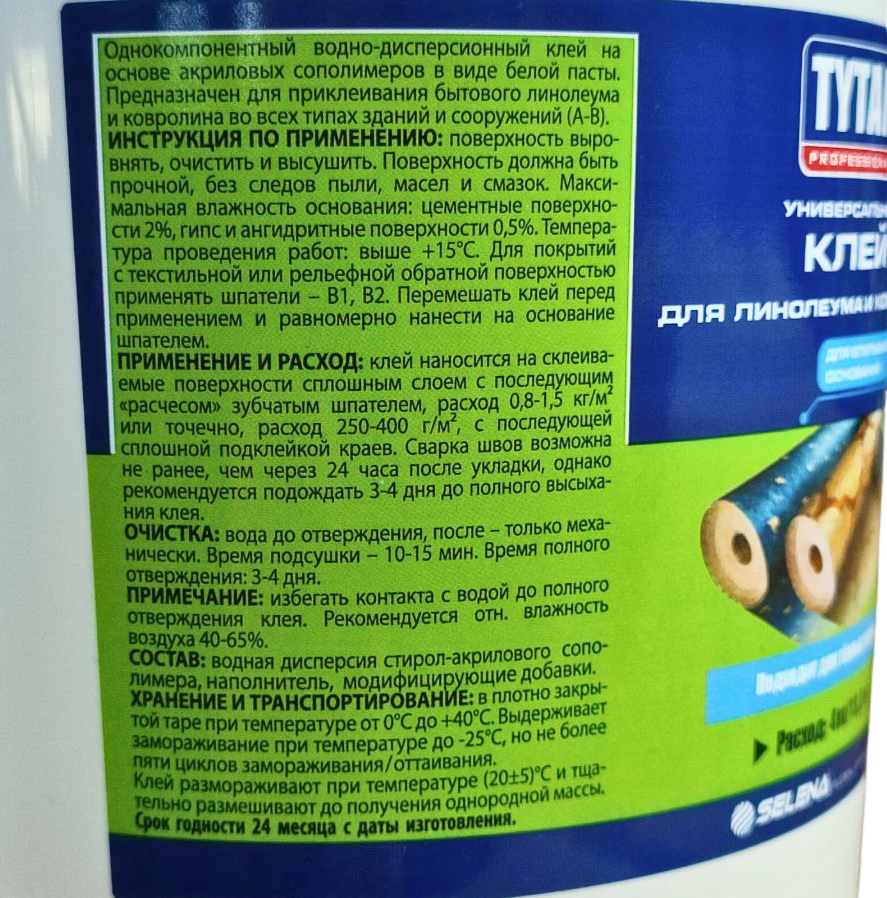 Однокомпонентный водно-дисперсионный клей на
основе акриловых сополимеров в виде белой пасты.
Предназначен для приклеивания бытового линолеума
и ковролина во всех типах зданий и сооружений (А-В).
ИНСТРУКЦИЯ ПО ПРИМЕНЕНИЮ: поверхность выро-
внять, очистить и высушить. Поверхность должна быть
прочной, без следов пыли, масел и смазок. Макси-
мальная влажность основания: цементные поверхно-
сти 2%, гипс и ангидритные поверхности 0,5%. Темпера-
тура проведения работ: выше +15°С. Для покрытий
с текстильной или рельефной обратной поверхностью
применять шпатели – В1, В2. Перемешать клей перед
применением и равномерно нанести на основание
шпателем.
ПРИМЕНЕНИЕ И РАСХОД: клей наносится на склеива-
емые поверхности сплошным слоем с последующим
«расчесом» зубчатым шпателем, расход 0,8-1,5 кг/м²
или точечно, расход 250-400 г/м², с последующей
сплошной подклейкой краев. Сварка швов возможна
не ранее, чем через 24 часа после укладки, однако
рекомендуется подождать 3-4 дня до полного высыха-
ния клея.
ОЧИСТКА: вода до отверждения, после – только меха-
нически. Время подсушки – 10-15 мин. Время полного
отверждения: 3-4 дня.
ПРИМЕЧАНИЕ: избегать контакта с водой до полного
отверждения клея. Рекомендуется отн. влажность
воздуха 40-65%.
СОСТАВ: водная дисперсия стирол-акрилового сопо-
лимера, наполнитель, модифицирующие добавки.
ХРАНЕНИЕ И ТРАНСПОРТИРОВАНИЕ: в плотно закры-
той таре при температуре от 0°С до +40°С. Выдерживает
замораживание при температуре до -25°С, но не более
пяти циклов замораживания/оттаивания.
Клей размораживают при температуре (20±5)°С и тща-
тельно размешивают до получения однородной массы.
Срок годности 24 месяца с даты изготовления.
TYTA
PROFESSIONA
УНИВЕРСАЛЬН
КЛЕЙ
ДЛЯ ЛИНОЛЕУМА И КО
Подходит для
Расход:
SELENA